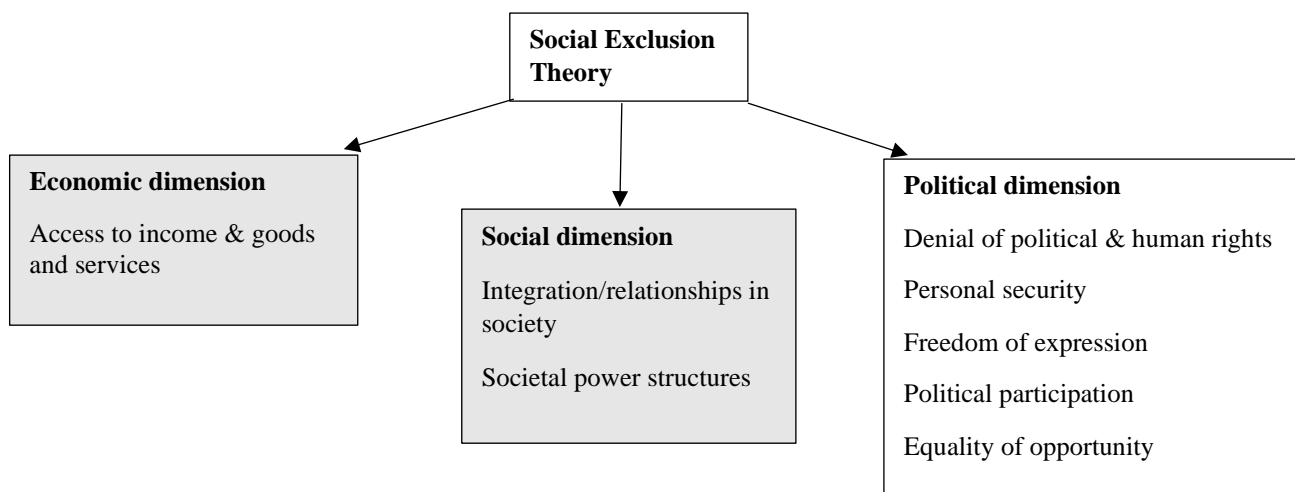 Social Exclusion
Theory
Economic dimension
Access to income & goods
and services
Social dimension
Integration/relationships in
society
Societal power structures
Political dimension
Denial of political & human rights
Personal security
Freedom of expression
Political participation
Equality of opportunity